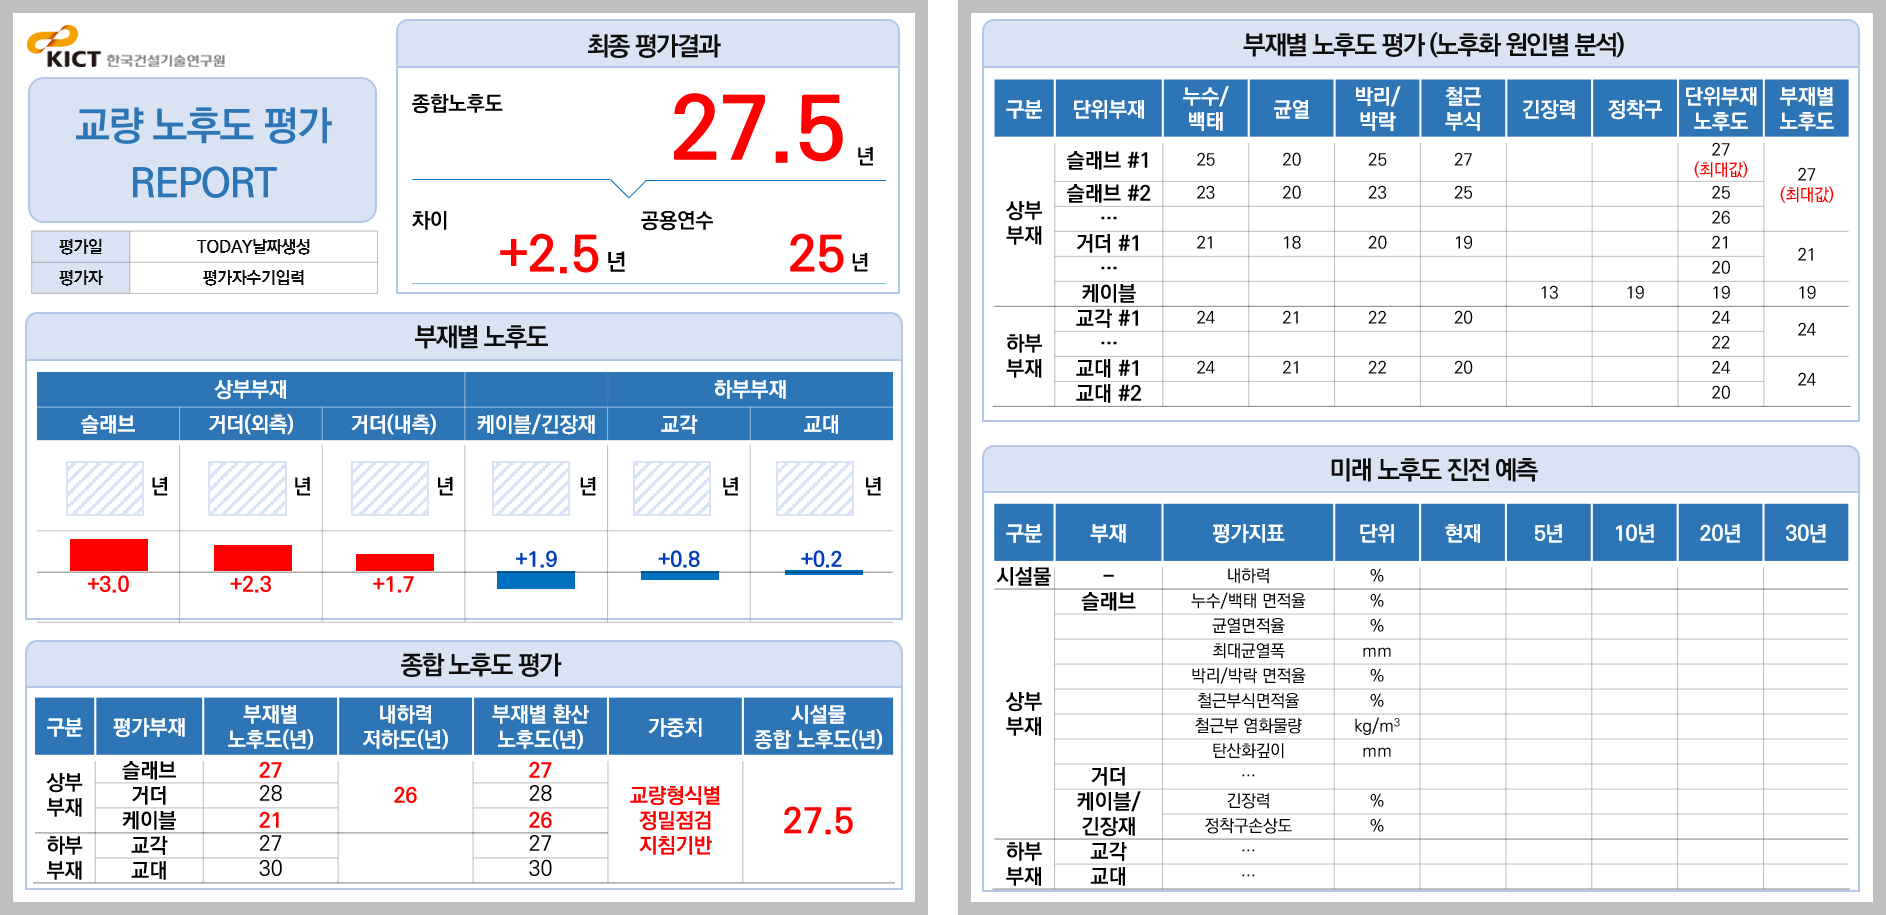 KICT 한국건설기술연구원
교량 노후도 평가
REPORT
평가일 TODAY날짜생성
평가자 평가자수기입력
최종 평가결과
종합노후도
27.5 년
차이 공용연수
+2.5 년 25 년
부재별 노후도
상부부재 하부부재
슬래브 거더(외측) 거더(내측) 케이블/긴장재 교각 교대
년 년 년 년 년 년
+1.9 +0.8 +0.2
+3.0 +2.3 +1.7
종합 노후도 평가
구분 평가부재 부재별 노후도(년) 내하력 저하도(년) 부재별 환산 노후도(년) 가중치 시설물 종합 노후도(년)
상부 부재
슬래브 27 27
거더 28 26 28
케이블 21 26
하부 부재
교각 27 27
교대 30 30
교량형식별
정밀점검
지침기반
27.5
부재별 노후도 평가 (노후화 원인별 분석)
구분 단위부재 누수/백태 균열 박리/박락 철근부식 긴장력 정착구 단위부재 노후도 부재별 노후도
상부 부재
슬래브 #1 25 20 25 27 27 (최대값) 27 (최대값)
슬래브 #2 23 20 23 25 25
··· 26
거더 #1 21 18 20 19 21 21
··· 20
케이블 13 19 19 19
하부 부재
교각 #1 24 21 22 20 24 24
··· 22
교대 #1 24 21 22 20 24 24
교대 #2 20
미래 노후도 진전 예측
구분 부재 평가지표 단위 현재 5년 10년 20년 30년
시설물 – 내하력 %
상부 부재
슬래브 누수/백태 면적율 %
균열면적율 %
최대균열폭 mm
박리/박락 면적율 %
철근부식면적율 %
철근부 염화물량 kg/m³
탄산화깊이 mm
거더 ···
케이블/ 긴장력 %
긴장재 정착구손상도 %
하부 부재
교각 ···
교대 ···